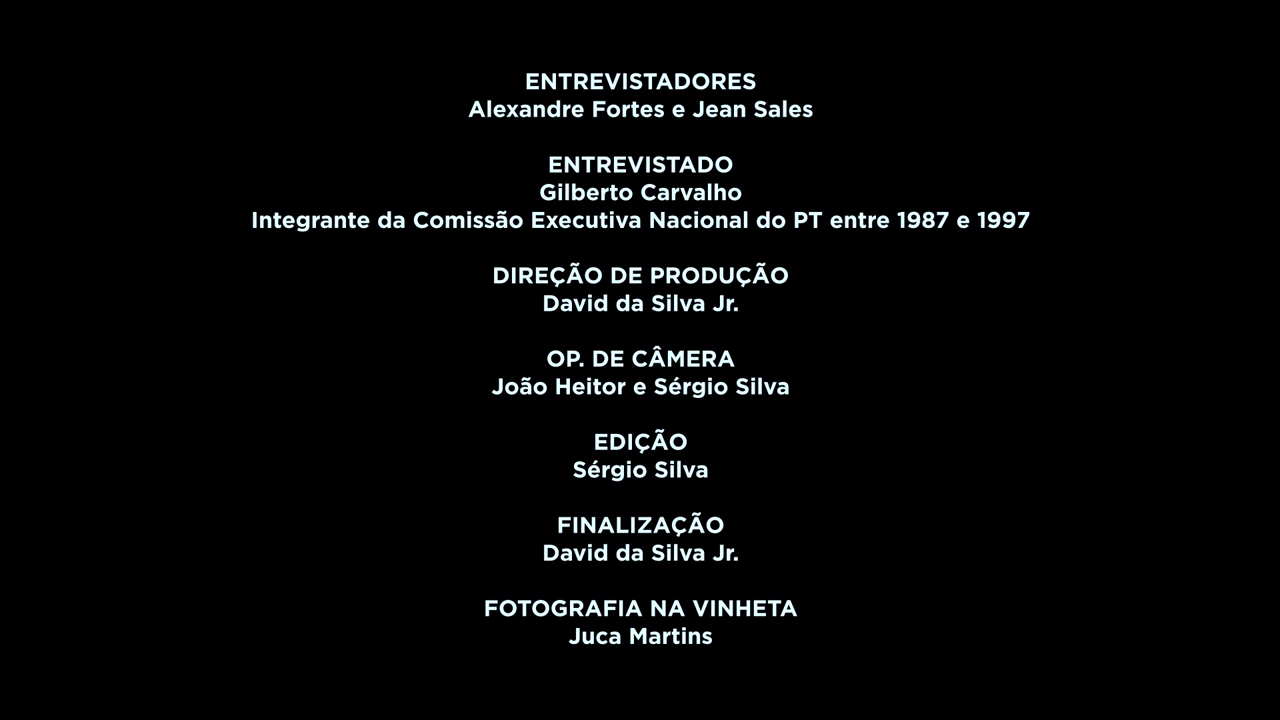 ENTREVISTADORES
Alexandre Fortes e Jean Sales
ENTREVISTADO
Gilberto Carvalho
Integrante da Comissão Executiva Nacional do PT entre 1987 e 1997
DIREÇÃO DE PRODUÇÃO
David da Silva Jr.
OP. DE CÂMERA
João Heitor e Sérgio Silva
EDIÇÃO
Sérgio Silva
FINALIZAÇÃO
David da Silva Jr.
FOTOGRAFIA NA VINHETA
Juca Martins